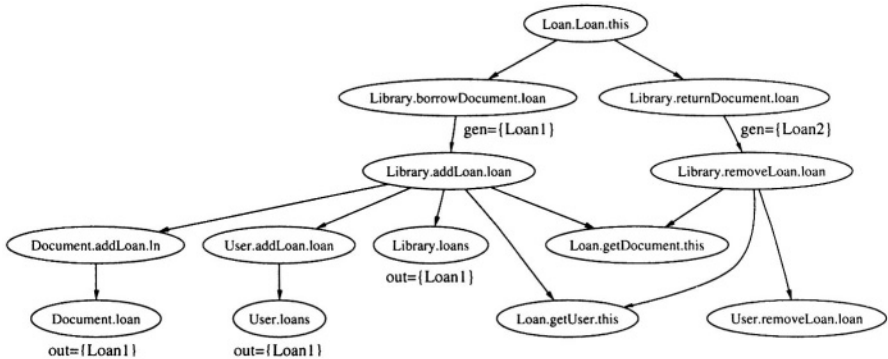 Loan.Loan.this
Library.borrowDocument.loan
Library.returnDocument.loan
gen={Loan1}
gen={Loan2}
Library.addLoan.loan
Library.removeLoan.loan
Document.addLoan.ln
User.addLoan.loan
Library.loans
Loan.getDocument.this
out={Loan1}
Document.loan
User.loans
Loan.getUser.this
User.removeLoan.loan
out={Loan1}
out={Loan1}